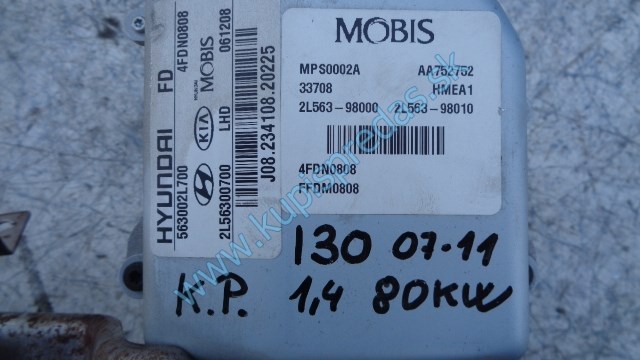 HYUNDAI FD 4FDN0808
563002L700 KIA MOBIS 061208
2L56300700 LHD
J08.234108.20225
MOBIS
MPS0002A AA752752
33708 HMEA1
2L563-98000 2L563-98010
4FDN0808
FFDM0808
I30 07-11
K.P. 1,4 80KW
www.kupispredas.sk